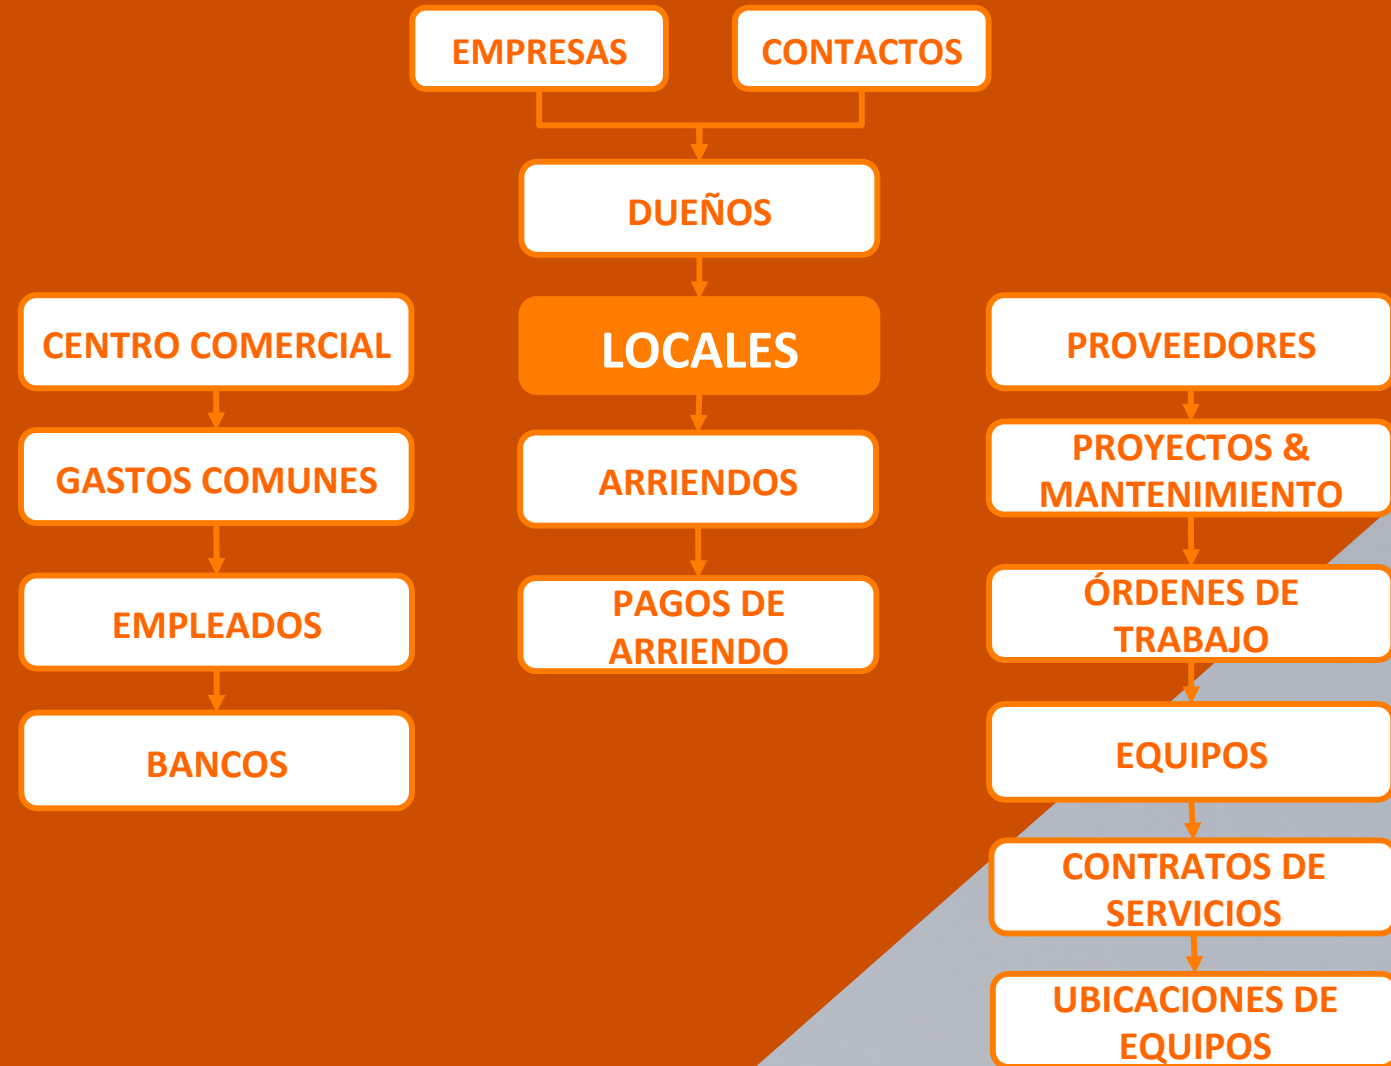 EMPRESAS
CONTACTOS
DUEÑOS
CENTRO COMERCIAL
GASTOS COMUNES
EMPLEADOS
BANCOS
LOCALES
ARRIENDOS
PAGOS DE
ARRIENDO
PROVEEDORES
PROYECTOS &
MANTENIMIENTO
ÓRDENES DE
TRABAJO
EQUIPOS
CONTRATOS DE
SERVICIOS
UBICACIONES DE
EQUIPOS